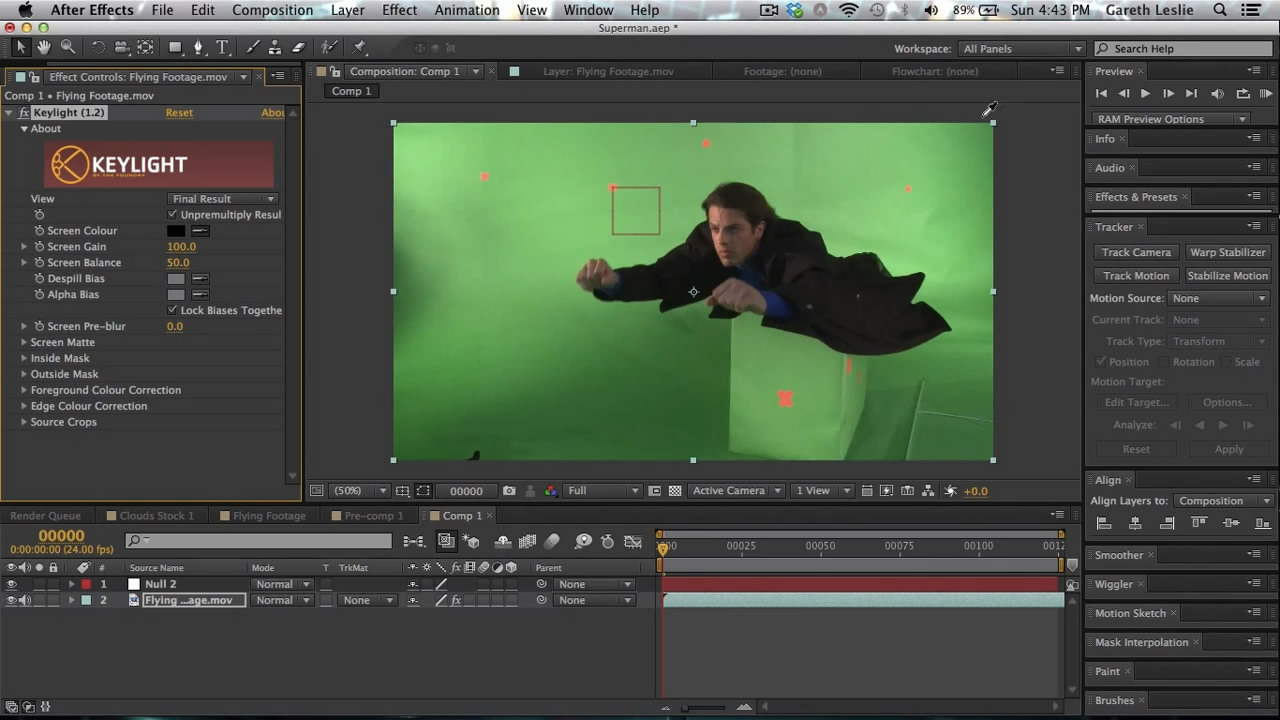 After Effects File Edit Composition Layer Effect Animation View Window Help 89% Sun 4:43 PM Gareth Leslie
Superman.aep *
Workspace: All Panels Search Help
Effect Controls: Flying Footage.mov
Comp 1 • Flying Footage.mov
fx Keylight (1.2) Reset Abou
About
KEYLIGHT
BY THE FOUNDRY
View Final Result
Unpremultiply Resul
Screen Colour
Screen Gain 100.0
Screen Balance 50.0
Despill Bias
Alpha Bias
Lock Biases Togethe
Screen Pre-blur 0.0
Screen Matte
Inside Mask
Outside Mask
Foreground Colour Correction
Edge Colour Correction
Source Crops
Composition: Comp 1 Layer: Flying Footage.mov Footage: (none) Flowchart: (none)
Comp 1
(50%) 00000 Full Active Camera 1 View +0.0
Preview
RAM Preview Options
Info
Audio
Effects & Presets
Tracker
Track Camera Warp Stabilizer
Track Motion Stabilize Motion
Motion Source: None
Current Track: None
Track Type: Transform
Position Rotation Scale
Motion Target:
Edit Target... Options...
Analyze:
Reset Apply
Align
Align Layers to: Composition
Smoother
Wiggler
Motion Sketch
Mask Interpolation
Paint
Brushes
Render Queue Clouds Stock 1 Flying Footage Pre-comp 1 Comp 1
00000
0:00:00:00 (24.00 fps)
00025 00050 00075 00100 0012
# Source Name Mode T TrkMat Parent
1 Null 2 Normal None
2 Flying ...age.mov Normal None fx None